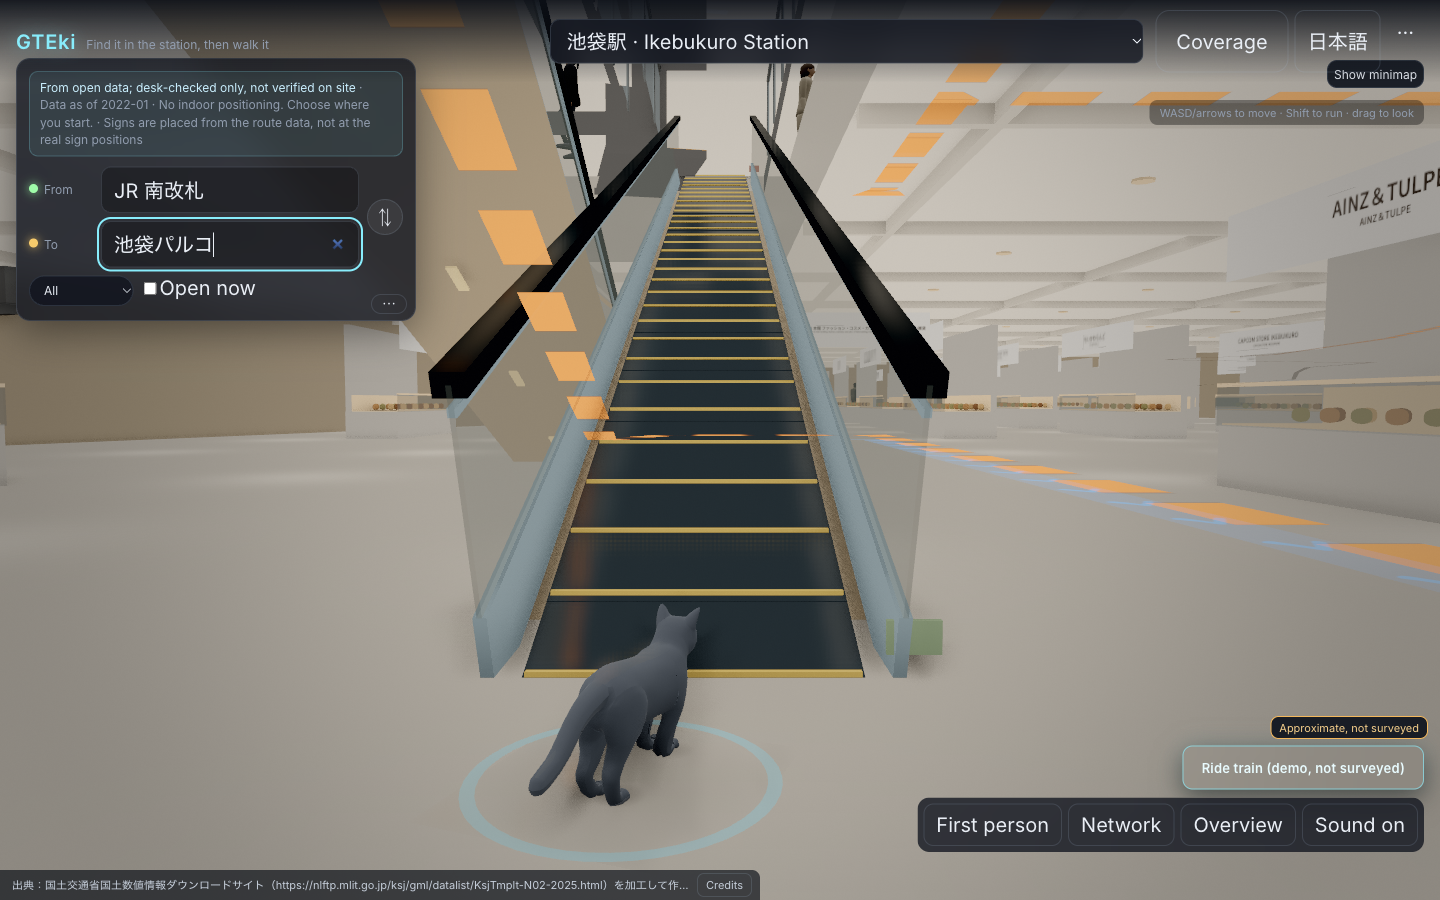 GTEki Find it in the station, then walk it
池袋駅 · Ikebukuro Station
Coverage
日本語
...
Show minimap
WASD/arrows to move · Shift to run · drag to look
From open data; desk-checked only, not verified on site ·
Data as of 2022-01 · No indoor positioning. Choose where
you start. · Signs are placed from the route data, not at the
real sign positions
From
JR 南改札
To
池袋パルコ
All
Open now
...
AINZ & TULPE
AINZ & TULPE
Approximate, not surveyed
Ride train (demo, not surveyed)
First person
Network
Overview
Sound on
出典：国土交通省国土数値情報ダウンロードサイト（https://nlftp.mlit.go.jp/ksj/gml/datalist/KsjTmplt-N02-2025.html）を加工して作...
Credits